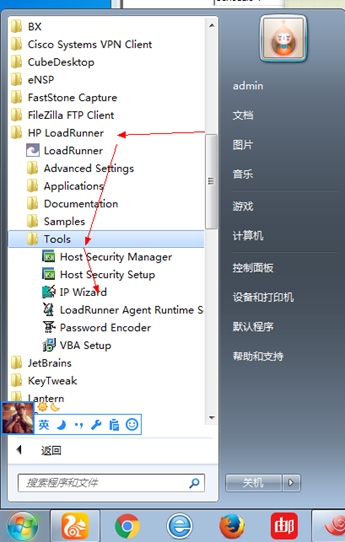 BX
Cisco Systems VPN Client
CubeDesktop
eNSP
FastStone Capture
FileZilla FTP Client
HP LoadRunner
LoadRunner
Advanced Settings
Applications
Documentation
Samples
Tools
Host Security Manager
Host Security Setup
IP Wizard
LoadRunner Agent Runtime S
Password Encoder
VBA Setup
JetBrains
KeyTweak
Lantern
英
返回
搜索程序和文件
admin
文档
图片
音乐
游戏
计算机
控制面板
设备和打印机
默认程序
帮助和支持
关机
邮